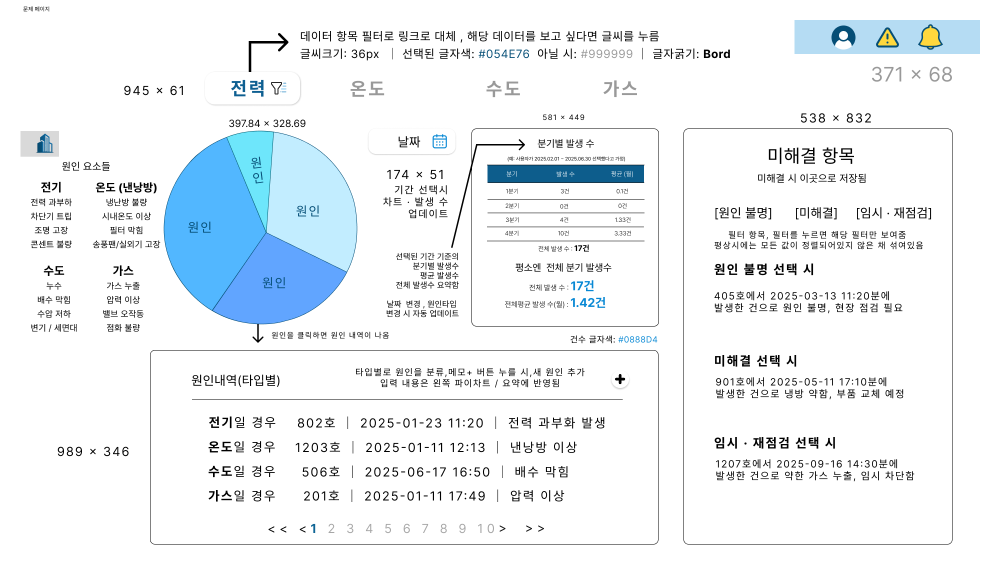 문제 페이지
데이터 항목 필터로 링크로 대체 , 해당 데이터를 보고 싶다면 글씨를 누름
글씨크기: 36px | 선택된 글자색: #054E76 아닐 시: #999999 | 글자굵기: Bord
371 × 68
945 × 61
전력
온도
수도
가스
397.84 × 328.69
원인 요소들
전기
전력 과부하
차단기 트립
조명 고장
콘센트 불량
온도 (낸낭방)
냉난방 불량
시내온도 이상
필터 막힘
송풍팬/실외기 고장
수도
누수
배수 막힘
수압 저하
변기 / 세면대
가스
가스 누출
압력 이상
밸브 오작동
점화 불량
원
인
원인
원인
원인
원인을 클릭하면 원인 내역이 나옴
날짜
174 × 51
기간 선택시
차트 · 발생 수
업데이트
선택된 기간 기준의
분기별 발생수
평균 발생수
전체 발생수 요약함
날짜 변경 , 원인타입
변경 시 자동 업데이트
581 × 449
분기별 발생 수
(예: 사용자가 2025.02.01 ~ 2025.06.30 선택했다고 가정)
분기 발생 수 평균 (월)
1분기 3건 0.1건
2분기 0건 0건
3분기 4건 1.33건
4분기 10건 3.33건
전체 발생 수 : 17건
평소엔 전체 분기 발생수
전체 발생 수 : 17건
전체평균 발생 수(월) : 1.42건
건수 글자색: #0888D4
538 × 832
미해결 항목
미해결 시 이곳으로 저장됨
[원인 불명] [미해결] [임시 · 재점검]
필터 항목, 필터를 누르면 해당 필터만 보여줌
평상시에는 모든 값이 정렬되어있지 않은 채 섞여있음
원인 불명 선택 시
405호에서 2025-03-13 11:20분에
발생한 건으로 원인 불명, 현장 점검 필요
미해결 선택 시
901호에서 2025-05-11 17:10분에
발생한 건으로 냉방 약함, 부품 교체 예정
임시 · 재점검 선택 시
1207호에서 2025-09-16 14:30분에
발생한 건으로 약한 가스 누출, 임시 차단함
989 × 346
원인내역(타입별)
타입별로 원인을 분류,메모+ 버튼 누를 시,새 원인 추가
입력 내용은 왼쪽 파이차트 / 요약에 반영됨
전기일 경우 802호 | 2025-01-23 11:20 | 전력 과부화 발생
온도일 경우 1203호 | 2025-01-11 12:13 | 낸낭방 이상
수도일 경우 506호 | 2025-06-17 16:50 | 배수 막힘
가스일 경우 201호 | 2025-01-11 17:49 | 압력 이상
<< < 1 2 3 4 5 6 7 8 9 10 > >>